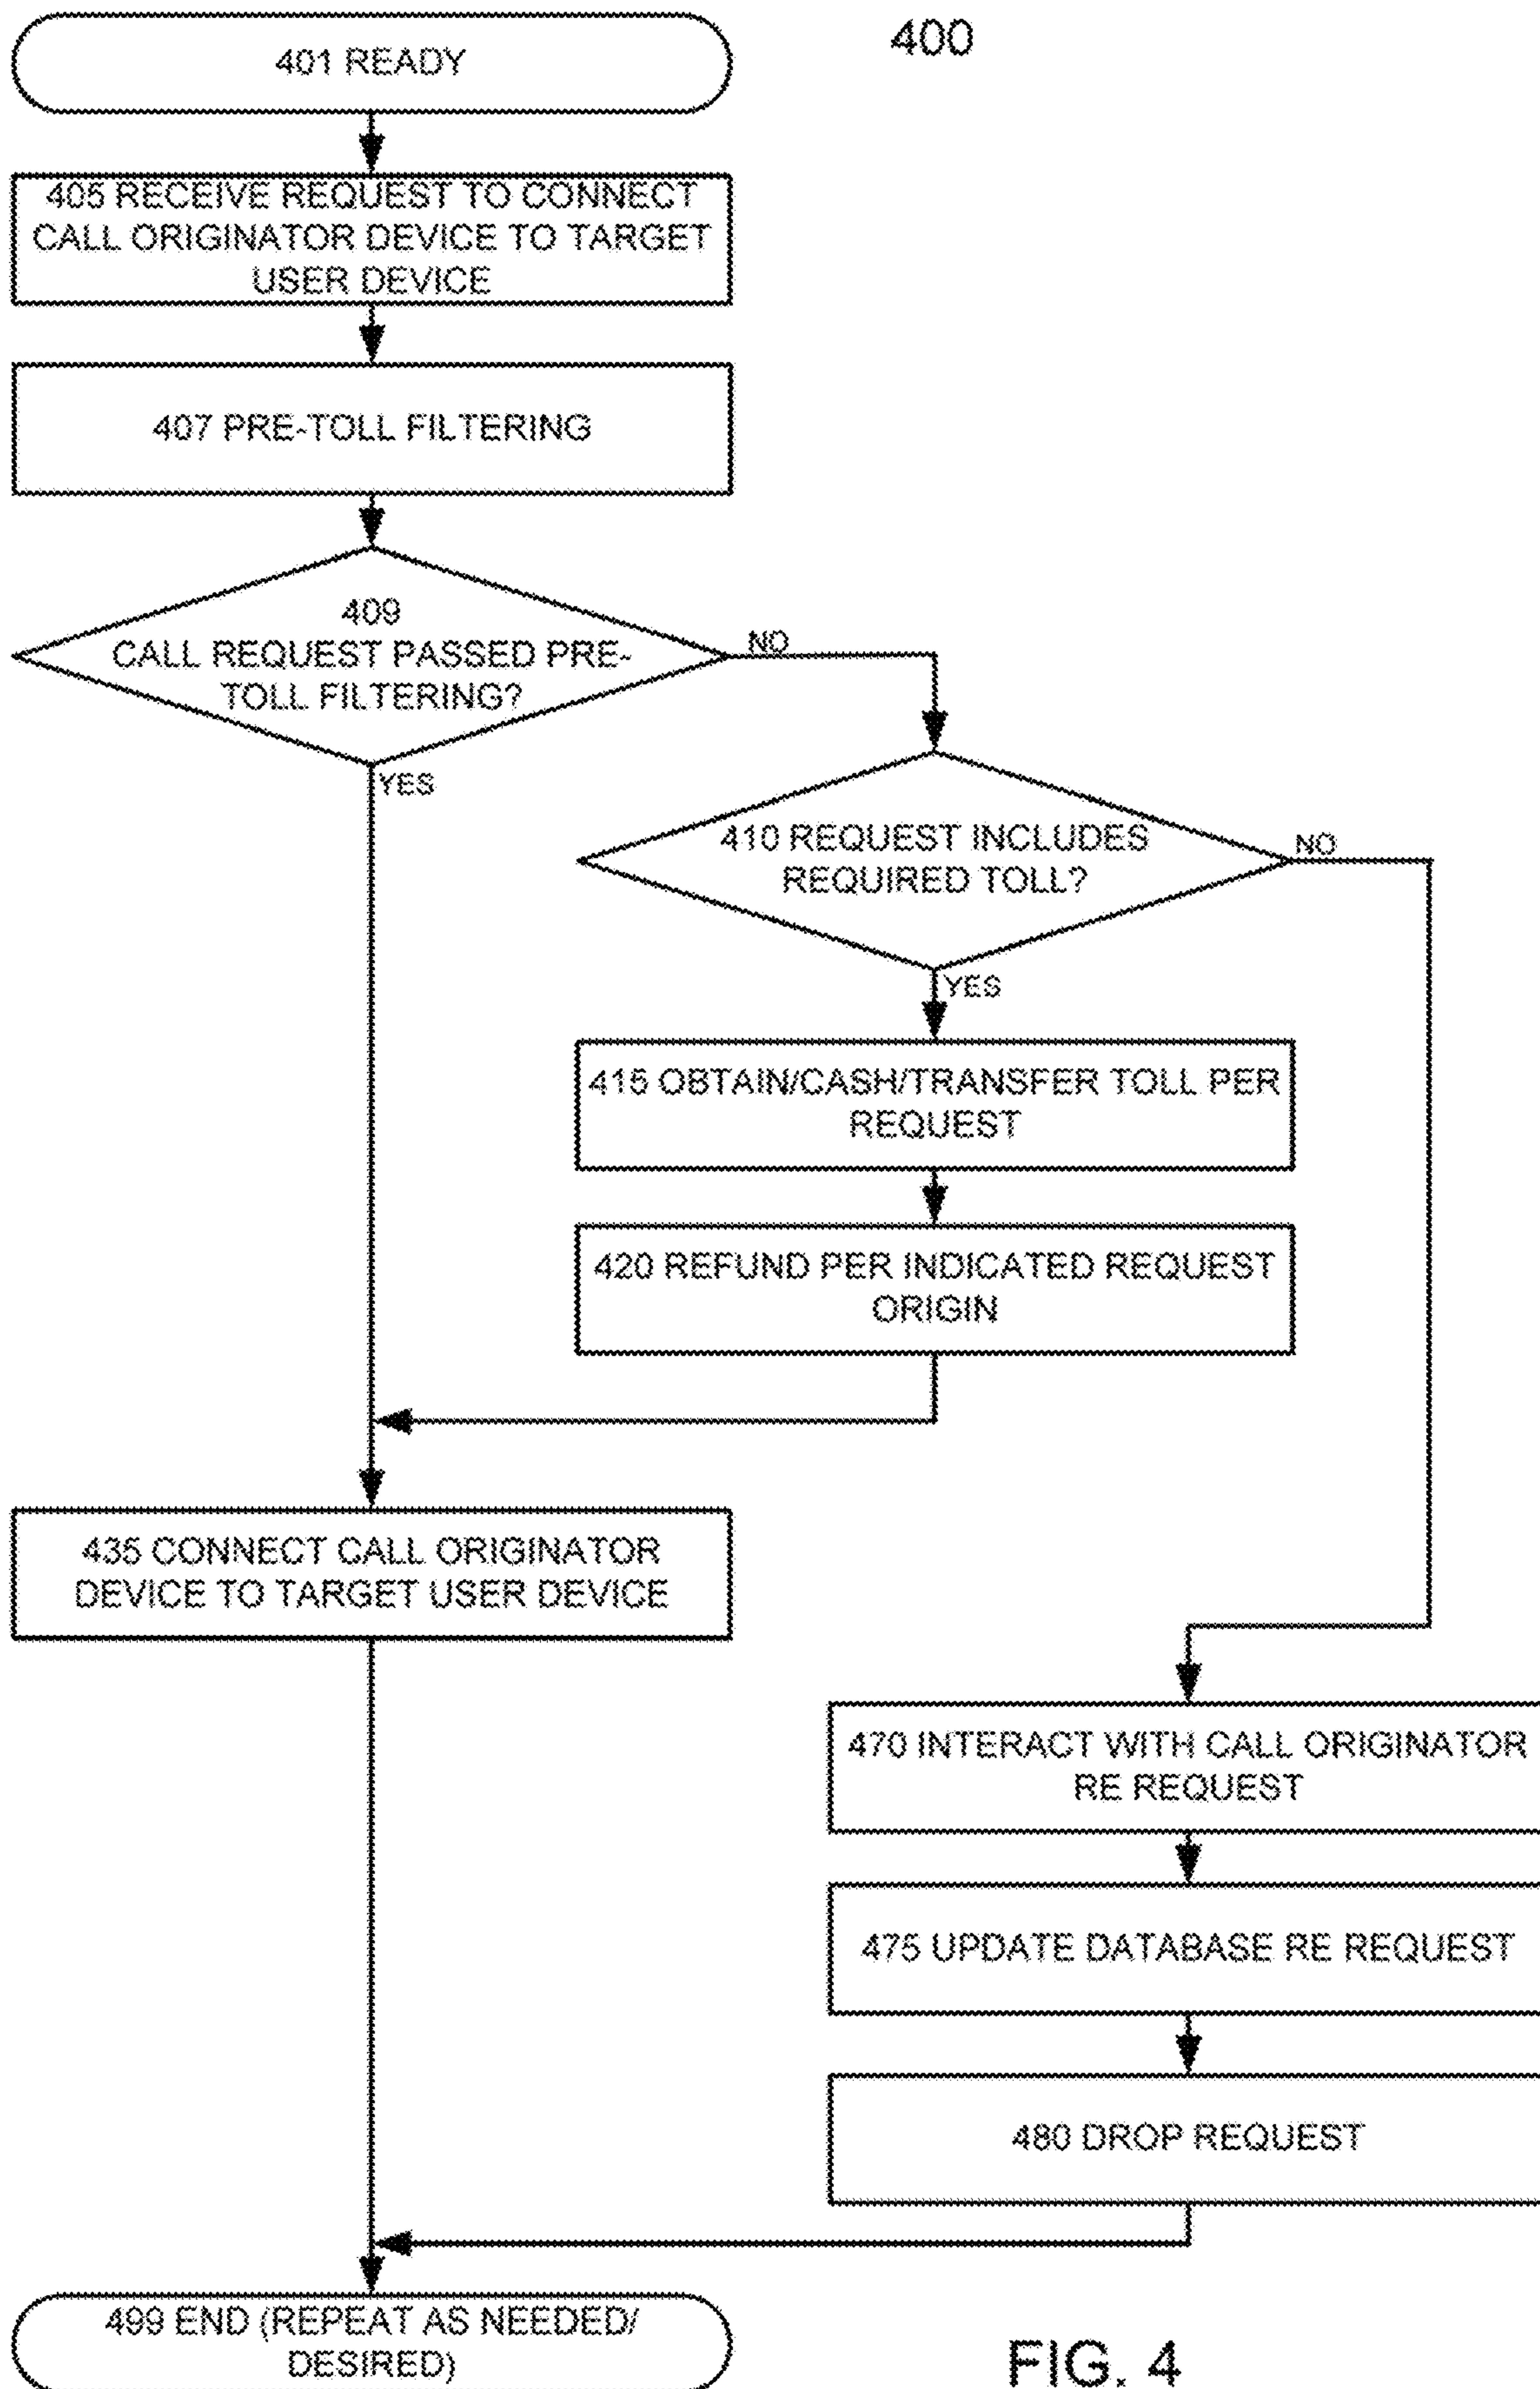 400
401 READY
405 RECEIVE REQUEST TO CONNECT
CALL ORIGINATOR DEVICE TO TARGET
USER DEVICE
407 PRE-TOLL FILTERING
409
CALL REQUEST PASSED PRE-
TOLL FILTERING?
NO
YES
410 REQUEST INCLUDES
REQUIRED TOLL?
NO
YES
415 OBTAIN/CASH/TRANSFER TOLL PER
REQUEST
420 REFUND PER INDICATED REQUEST
ORIGIN
435 CONNECT CALL ORIGINATOR
DEVICE TO TARGET USER DEVICE
470 INTERACT WITH CALL ORIGINATOR
RE REQUEST
475 UPDATE DATABASE RE REQUEST
480 DROP REQUEST
499 END (REPEAT AS NEEDED/
DESIRED)
FIG. 4